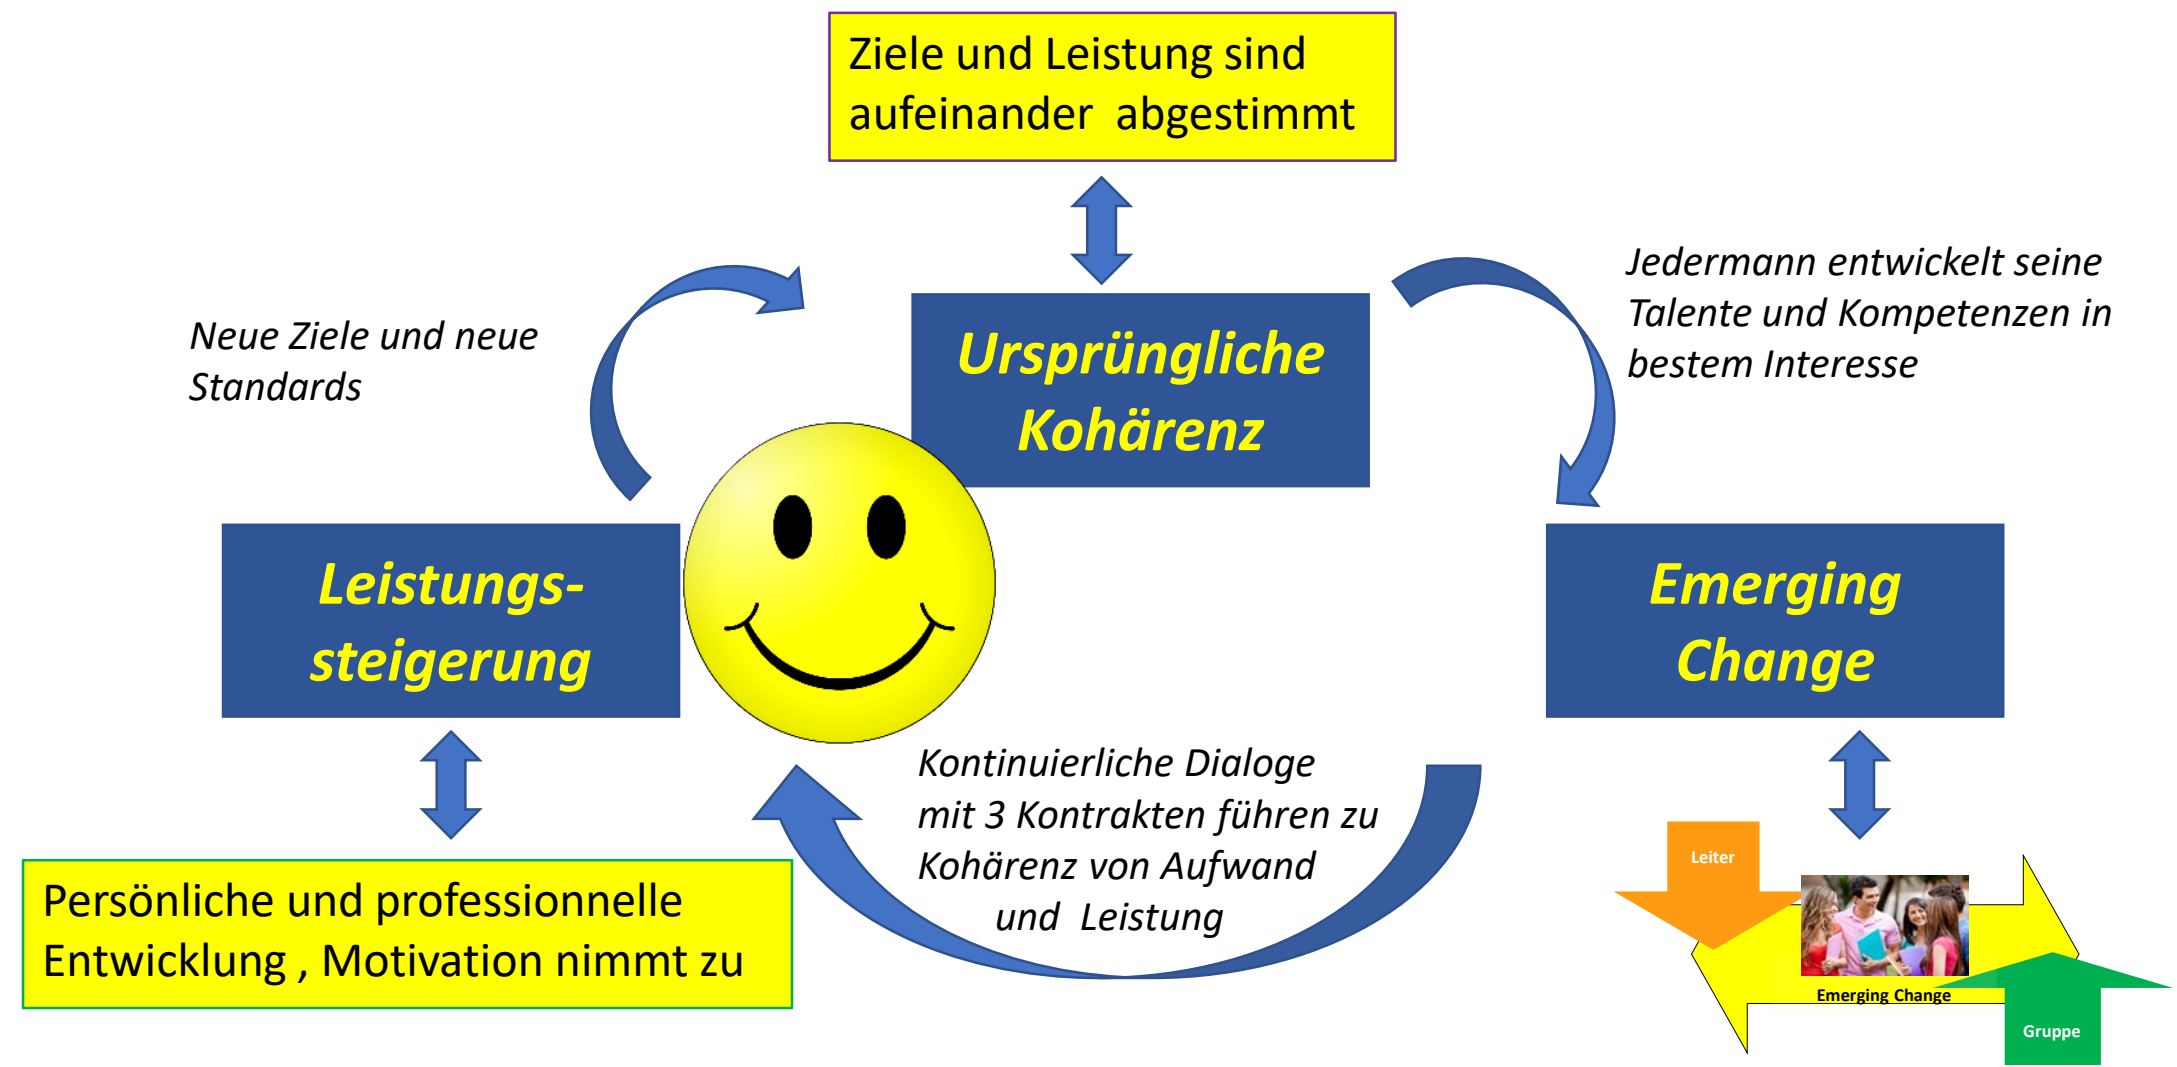 Ziele und Leistung sind
aufeinander abgestimmt
Jedermann entwickelt seine
Talente und Kompetenzen in
bestem Interesse
Neue Ziele und neue
Standards
Ursprüngliche
Kohärenz
Leistungs-
steigerung
Emerging
Change
Kontinuierliche Dialoge
mit 3 Kontrakten führen zu
Kohärenz von Aufwand
und Leistung
Persönliche und professionnelle
Entwicklung , Motivation nimmt zu
Leiter
Emerging Change
Gruppe